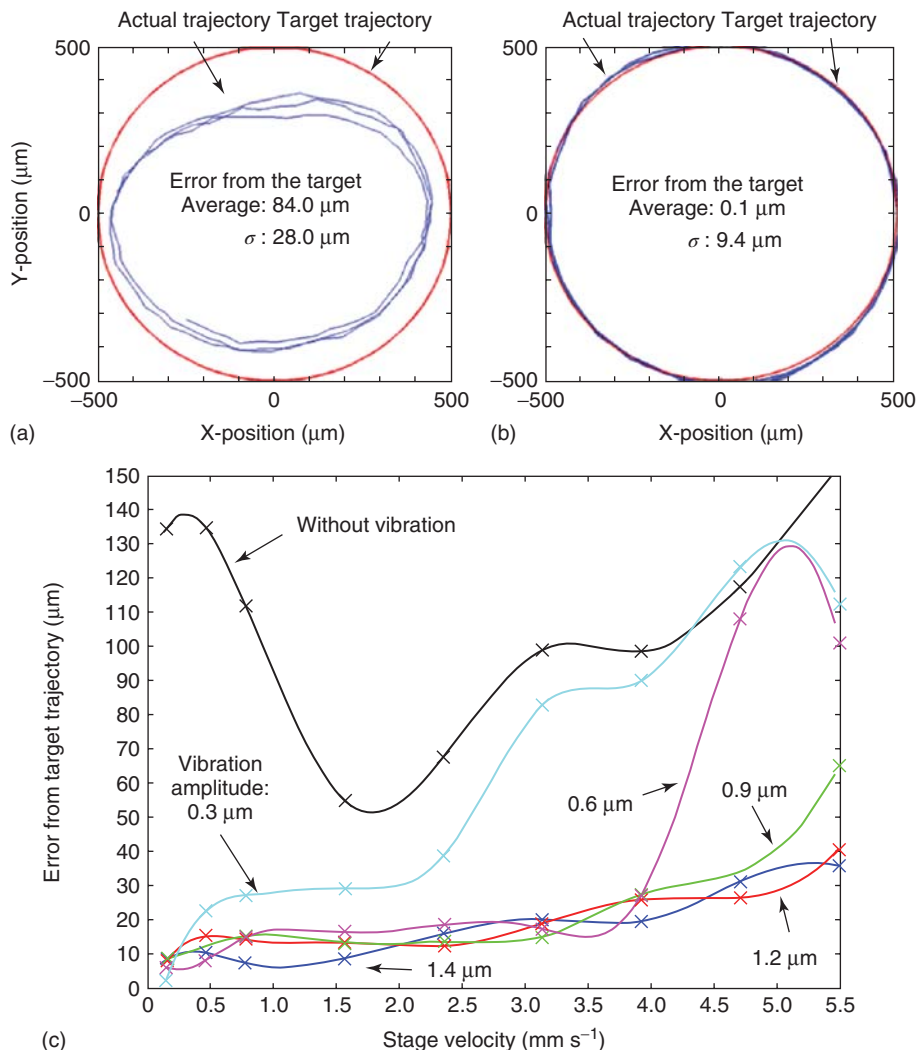 Actual trajectory Target trajectory
500
0
−500
Y-position (μm)
Error from the target
Average: 84.0 μm
σ : 28.0 μm
−500 0 500
(a)
X-position (μm)
Actual trajectory Target trajectory
500
0
−500
Error from the target
Average: 0.1 μm
σ : 9.4 μm
−500 0 500
(b)
X-position (μm)
150
140
130
120
110
100
90
80
70
60
50
40
30
20
10
0
Error from target trajectory (μm)
Without vibration
Vibration
amplitude:
0.3 μm
0.6 μm
0.9 μm
1.4 μm
1.2 μm
0 0.5 1.0 1.5 2.0 2.5 3.0 3.5 4.0 4.5 5.0 5.5
(c)
Stage velocity (mm s⁻¹)